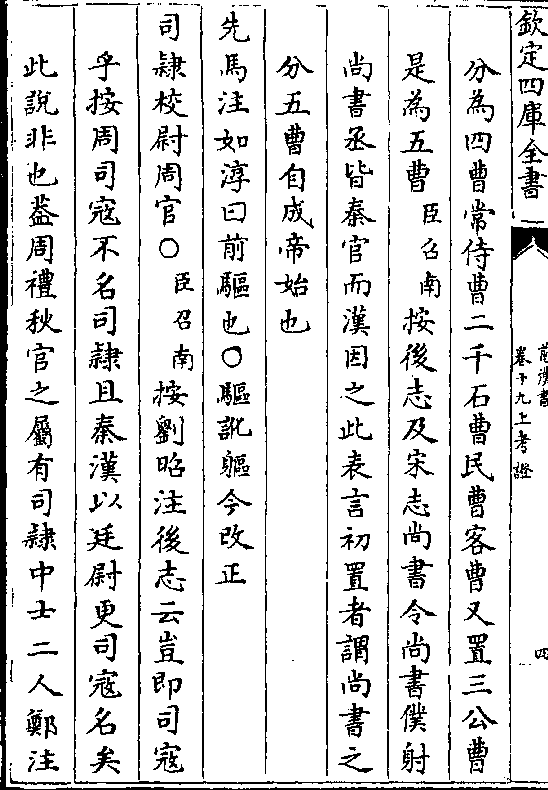 欽定四庫全書
前漢書
卷十九上考證
四
分為四曹常侍曹二千石曹民曹客曹又置三公曹
是為五曹臣召南按後志及宋志尚書令尚書僕射
尚書丞皆秦官而漢因之此表言初置者謂尚書之
分五曹自成帝始也
先馬注如淳曰前驅也〇驅訛軀今改正
司隸校尉周官〇臣召南按劉昭注後志云豈即司寇
乎按周司寇不名司隸且秦漢以廷尉更司寇名矣
此說非也葢周禮秋官之屬有司隸中士二人鄭注